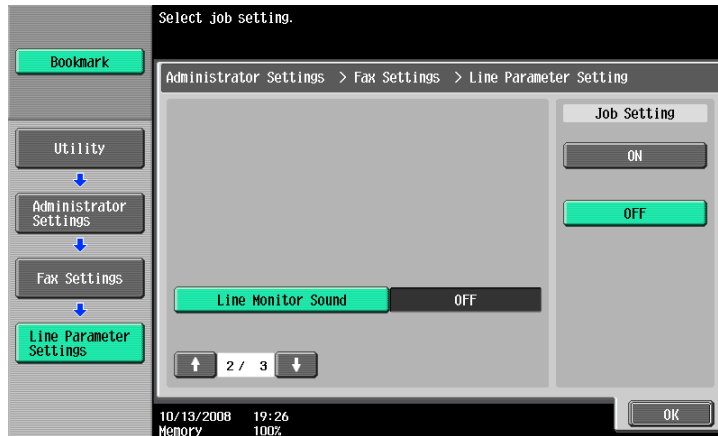 Select job setting.
Bookmark
Administrator Settings > Fax Settings > Line Parameter Setting
Job Setting
ON
OFF
Utility
Administrator
Settings
Fax Settings
Line Parameter
Settings
Line Monitor Sound OFF
2/ 3
10/13/2008 19:26
Memory 100%
OK